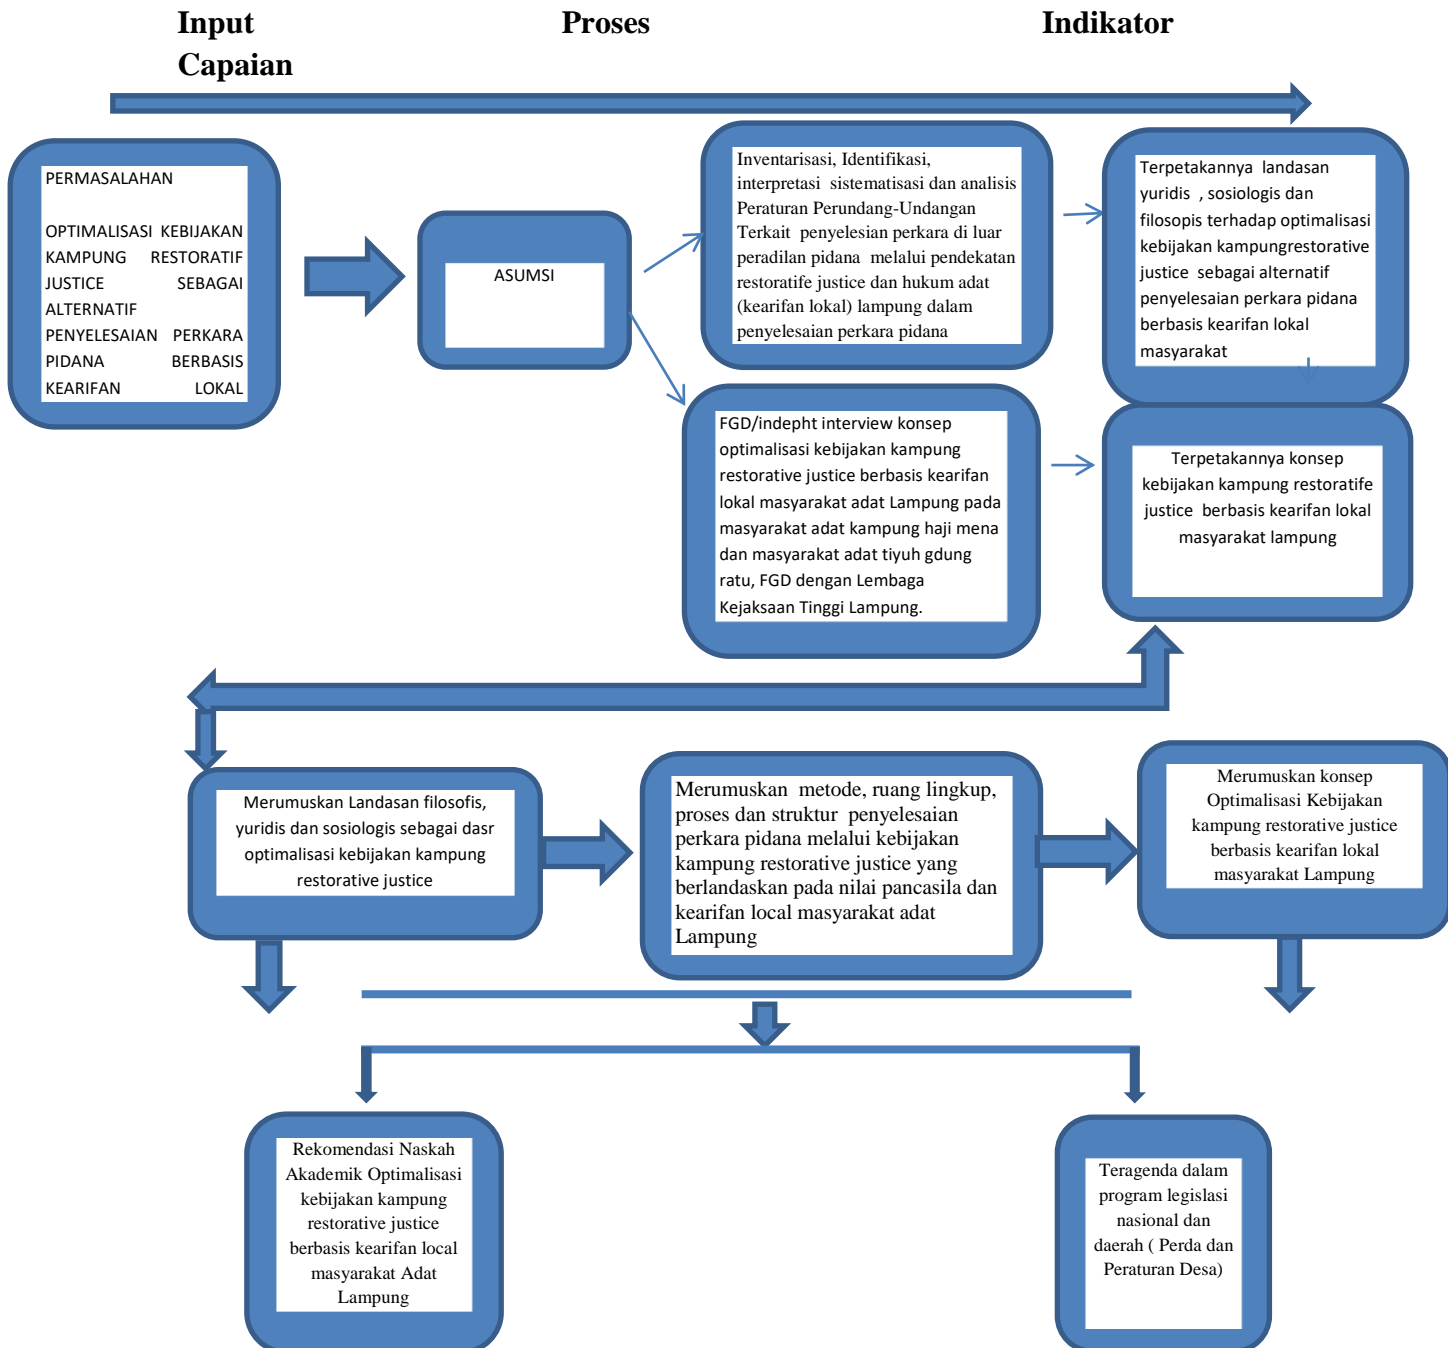 Input Proses Indikator
Capaian
PERMASALAHAN
OPTIMALISASI KEBIJAKAN
KAMPUNG RESTORATIF
JUSTICE SEBAGAI
ALTERNATIF
PENYELESAIAN PERKARA
PIDANA BERBASIS
KEARIFAN LOKAL
ASUMSI
Inventarisasi, Identifikasi,
interpretasi sistematisasi dan analisis
Peraturan Perundang-Undangan
Terkait penyelesian perkara di luar
peradilan pidana melalui pendekatan
restoratife justice dan hukum adat
(kearifan lokal) lampung dalam
penyelesaian perkara pidana
Terpetakannya landasan
yuridis , sosiologis dan
filosopis terhadap optimalisasi
kebijakan kampungrestorative
justice sebagai alternatif
penyelesaian perkara pidana
berbasis kearifan lokal
masyarakat
FGD/indepht interview konsep
optimalisasi kebijakan kampung
restorative justice berbasis kearifan
lokal masyarakat adat Lampung pada
masyarakat adat kampung haji mena
dan masyarakat adat tiyuh gdung
ratu, FGD dengan Lembaga
Kejaksaan Tinggi Lampung.
Terpetakannya konsep
kebijakan kampung restoratife
justice berbasis kearifan lokal
masyarakat lampung
Merumuskan Landasan filosofis,
yuridis dan sosiologis sebagai dasr
optimalisasi kebijakan kampung
restorative justice
Merumuskan metode, ruang lingkup,
proses dan struktur penyelesaian
perkara pidana melalui kebijakan
kampung restorative justice yang
berlandaskan pada nilai pancasila dan
kearifan local masyarakat adat
Lampung
Merumuskan konsep
Optimalisasi Kebijakan
kampung restorative justice
berbasis kearifan lokal
masyarakat Lampung
Rekomendasi Naskah
Akademik Optimalisasi
kebijakan kampung
restorative justice
berbasis kearifan local
masyarakat Adat
Lampung
Teragenda dalam
program legislasi
nasional dan
daerah ( Perda dan
Peraturan Desa)